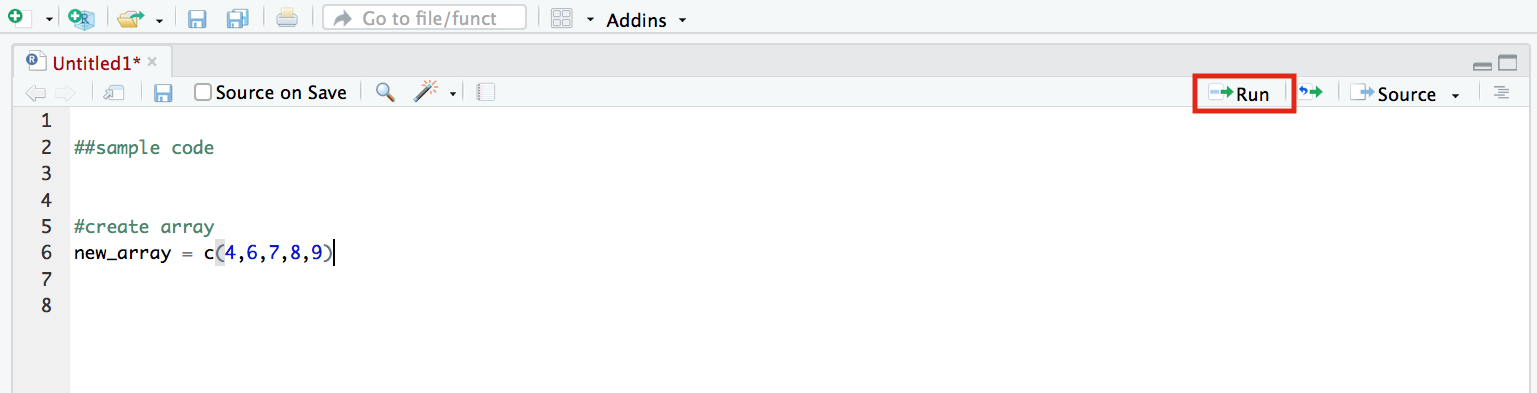 Go to file/funct Addins
Untitled1*
Source on Save Run Source
1
2 ##sample code
3
4
5 #create array
6 new_array = c(4,6,7,8,9)
7
8